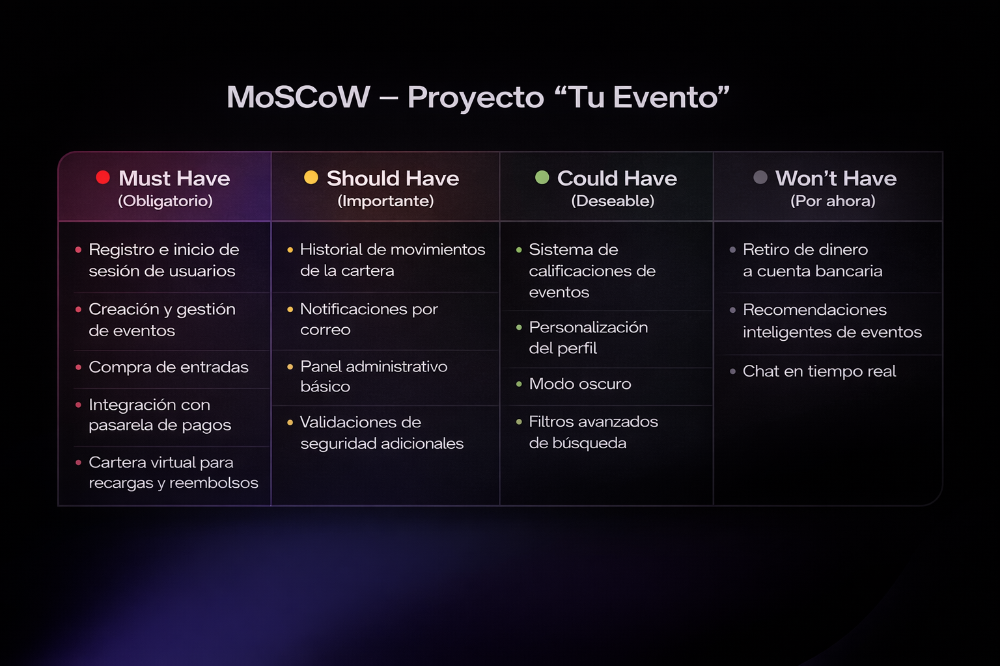 MoSCoW – Proyecto “Tu Evento”
Must Have
(Obligatorio)
Registro e inicio de
sesión de usuarios
Creación y gestión
de eventos
Compra de entradas
Integración con
pasarela de pagos
Cartera virtual para
recargas y reembolsos
Should Have
(Importante)
Historial de movimientos
de la cartera
Notificaciones por
correo
Panel administrativo
básico
Validaciones de
seguridad adicionales
Could Have
(Deseable)
Sistema de
calificaciones de
eventos
Personalización
del perfil
Modo oscuro
Filtros avanzados
de búsqueda
Won’t Have
(Por ahora)
Retiro de dinero
a cuenta bancaria
Recomendaciones
inteligentes de eventos
Chat en tiempo real